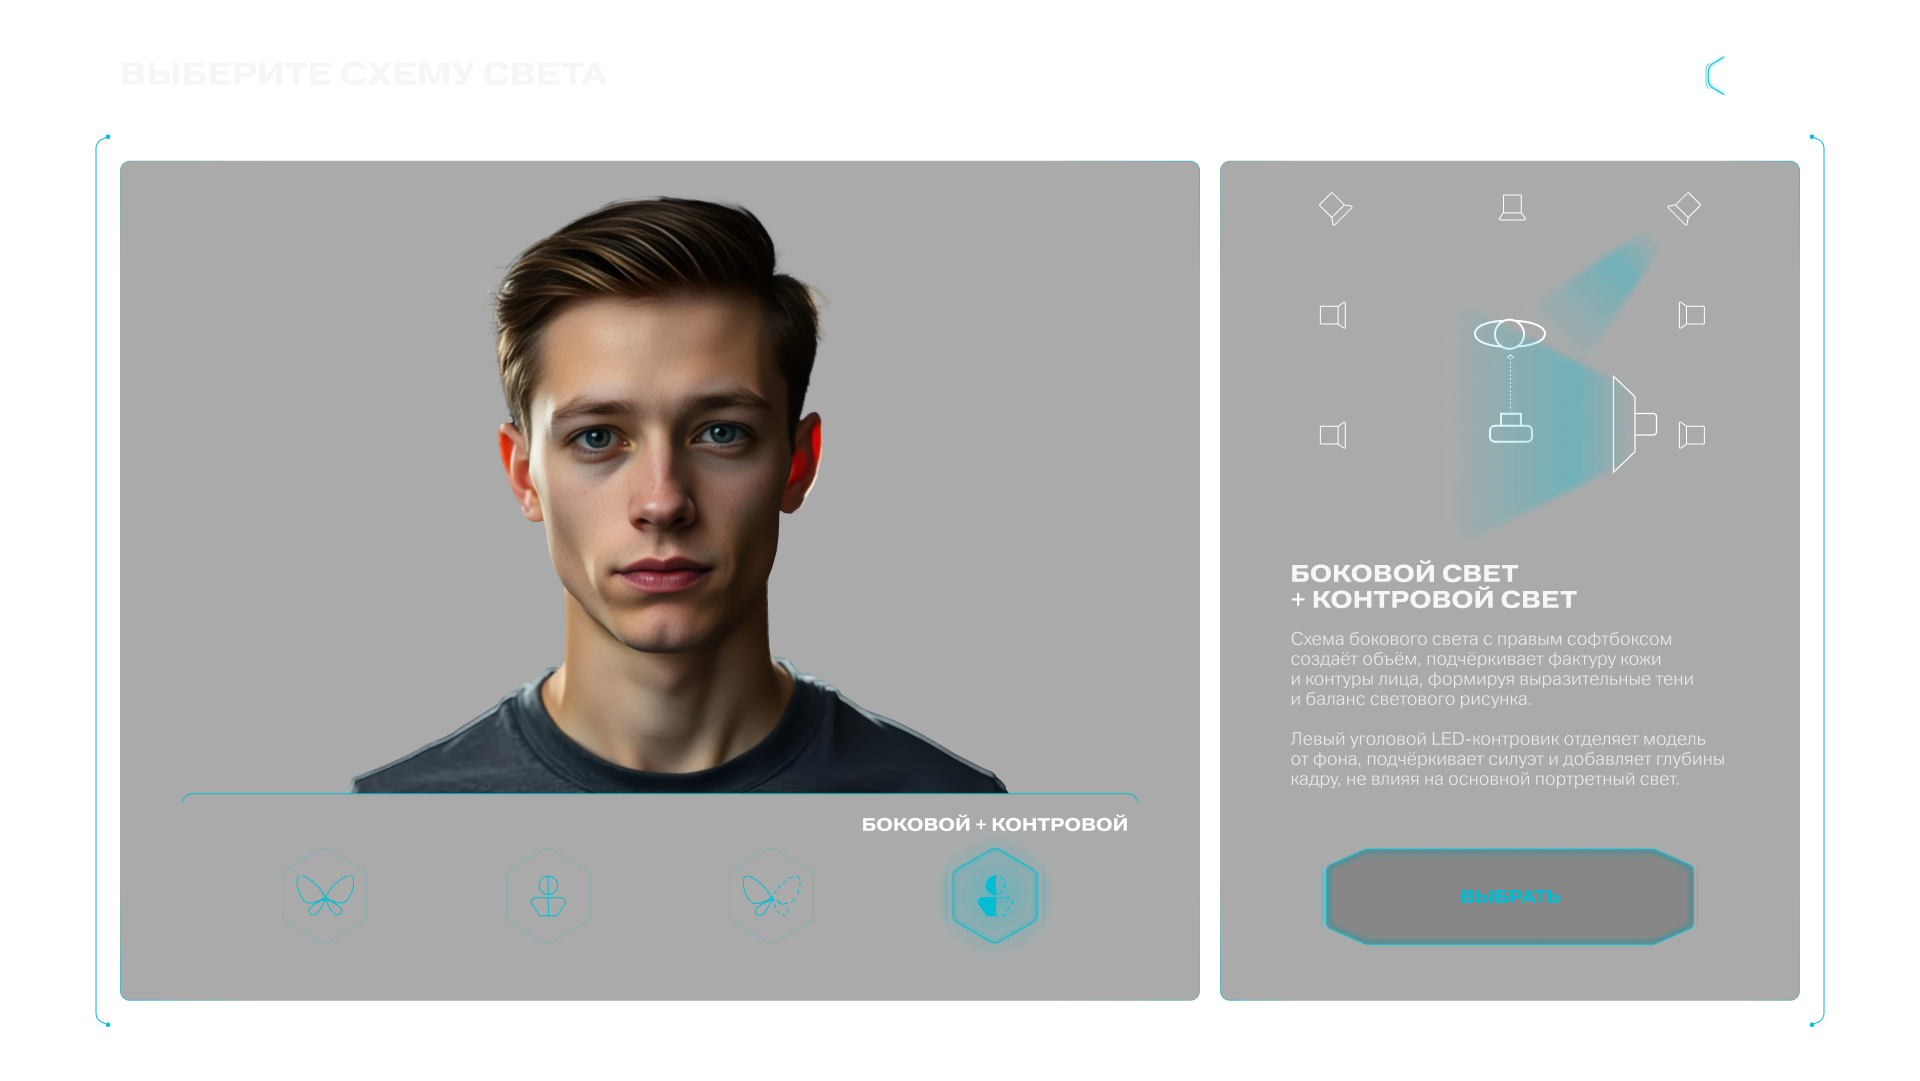 ВЫБЕРИТЕ СХЕМУ СВЕТА
БОКОВОЙ + КОНТРОВОЙ
БОКОВОЙ СВЕТ
+ КОНТРОВОЙ СВЕТ
Схема бокового света с правым софтбоксом
создаёт объём, подчёркивает фактуру кожи
и контуры лица, формируя выразительные тени
и баланс светового рисунка.
Левый уголовой LED-контровик отделяет модель
от фона, подчёркивает силуэт и добавляет глубины
кадру, не влияя на основной портретный свет.
ВЫБРАТЬ